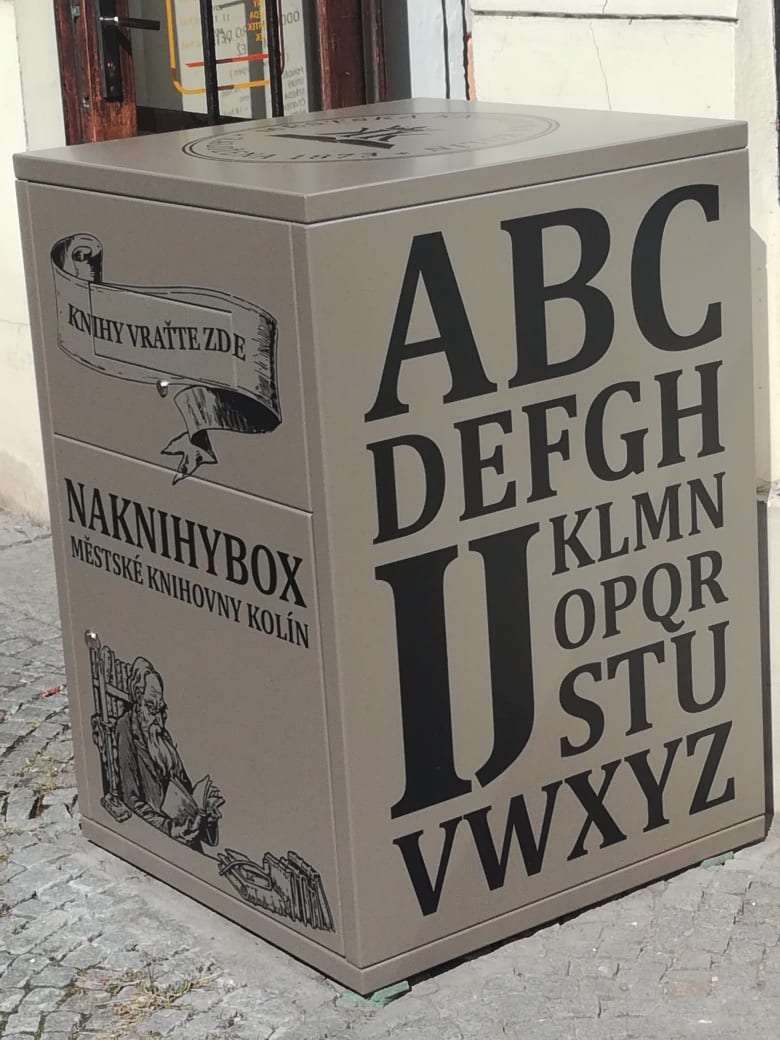 KNIHY VRAŤTE ZDE
NAKNIHYBOX
MĚSTSKÉ KNIHOVNY KOLÍN
ABC
DEFGH
IJ
KLMN
OPQR
STU
VWXYZ